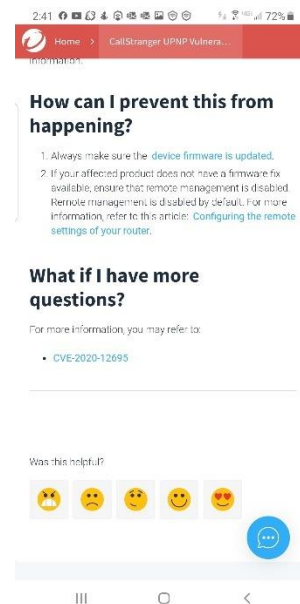 2:41
72%
Home > CallStranger UPNP Vulnera...
information.
How can I prevent this from
happening?
1. Always make sure the device firmware is updated.
2. If your affected product does not have a firmware fix
available, ensure that remote management is disabled.
Remote management is disabled by default. For more
information, refer to this article: Configuring the remote
settings of your router.
What if I have more
questions?
For more information, you may refer to:
• CVE-2020-12695
Was this helpful?